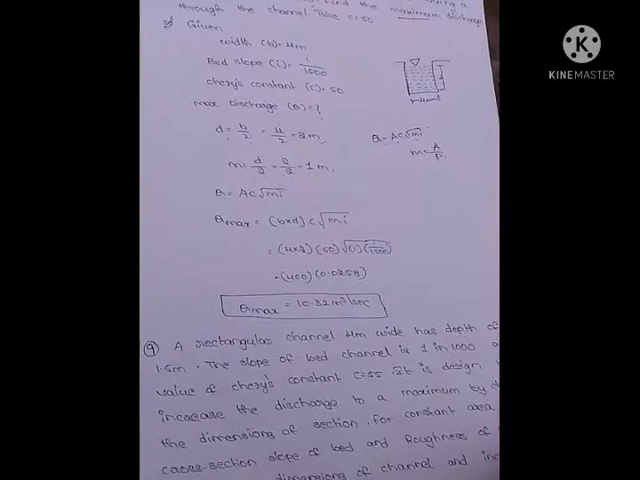 through the channel. Take C=50
Given
width (b) = 4m
Bed slope (i) = 1/1500
chezy's constant (C) = 50
max Discharge (Q) = ?
d = b/2 = 4/2 = 2m
Q = AC√mi
m = A/P
m = d/2 = 2/2 = 1m.
Q = AC√mi
Qmax = (b×d) C√mi
= (4×2) (50) √(1)(1/1500)
= (400) (0.0258)
Qmax = 10.32m³/sec
⑨ A rectangular channel 4m wide has depth of
1.5m. The slope of bed channel is 1 in 1000
value of chezy's constant C=55 It is design
increase the discharge to a maximum by
the dimensions of section. for constant area
cross-section slope of bed and Roughness of
dimensions of channel and
KINEMASTER